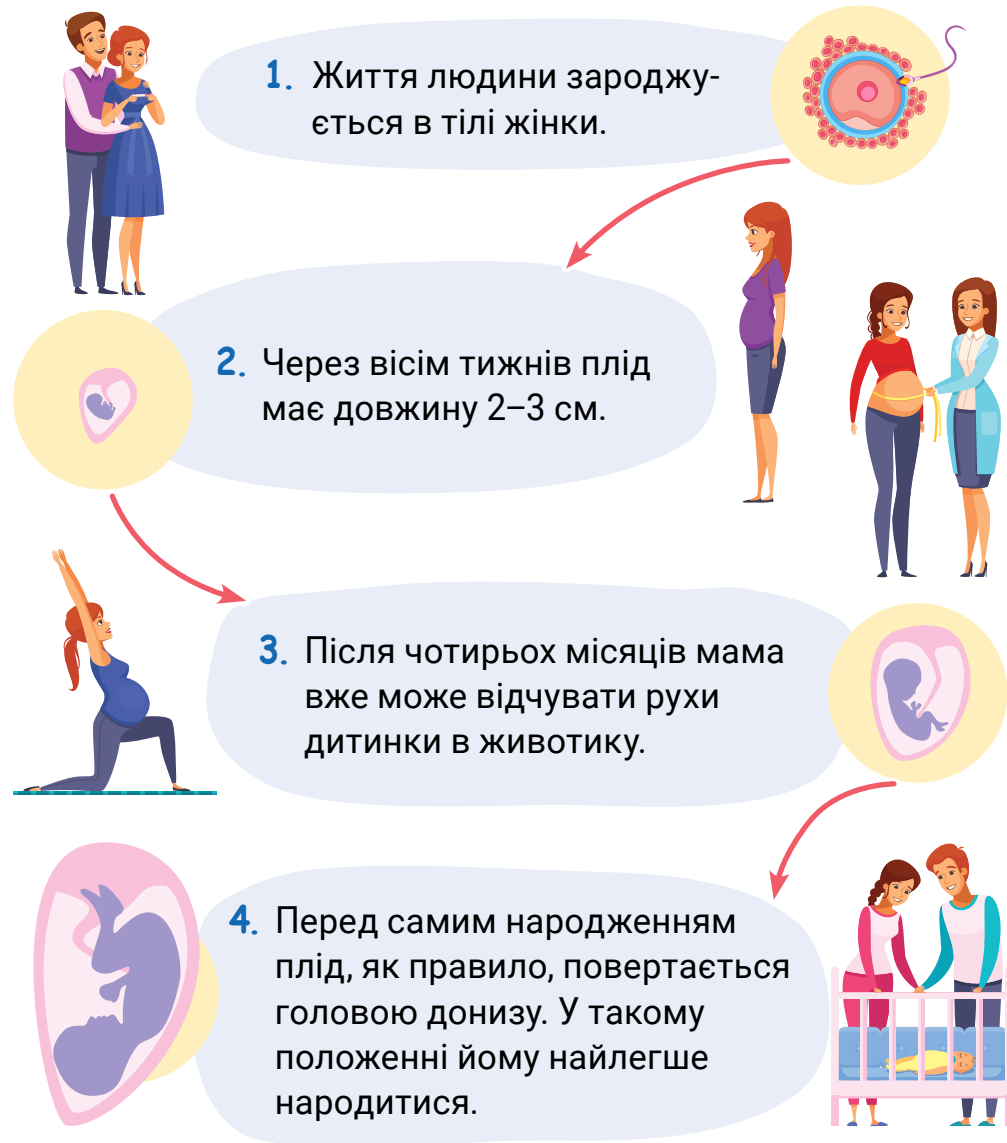 1. Життя людини зароджу-
ється в тілі жінки.
2. Через вісім тижнів плід
має довжину 2–3 см.
3. Після чотирьох місяців мама
вже може відчувати рухи
дитинки в животику.
4. Перед самим народженням
плід, як правило, повертається
головою донизу. У такому
положенні йому найлегше
народитися.